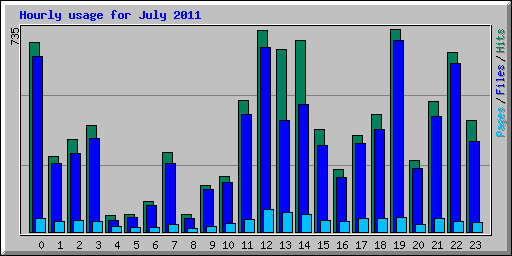 Hourly usage for July 2011
735
Pages/Files/Hits
0 1 2 3 4 5 6 7 8 9 10 11 12 13 14 15 16 17 18 19 20 21 22 23